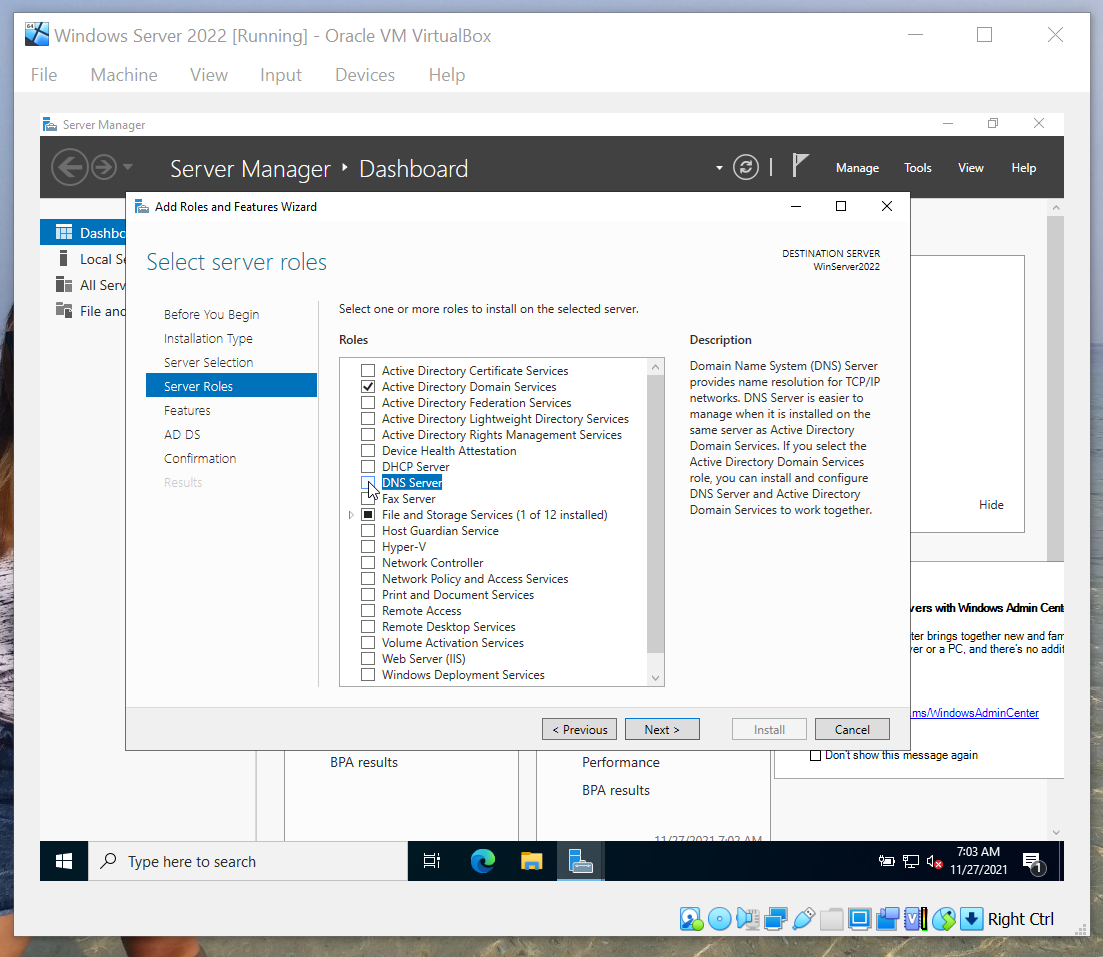 Windows Server 2022 [Running] - Oracle VM VirtualBox
File Machine View Input Devices Help
Server Manager
Server Manager ‣ Dashboard
Manage Tools View Help
Add Roles and Features Wizard
Dashbo
Local Se
All Serv
File and
Select server roles
DESTINATION SERVER
WinServer2022
Before You Begin
Installation Type
Server Selection
Server Roles
Features
AD DS
Confirmation
Results
Select one or more roles to install on the selected server.
Roles
Active Directory Certificate Services
Active Directory Domain Services
Active Directory Federation Services
Active Directory Lightweight Directory Services
Active Directory Rights Management Services
Device Health Attestation
DHCP Server
DNS Server
Fax Server
File and Storage Services (1 of 12 installed)
Host Guardian Service
Hyper-V
Network Controller
Network Policy and Access Services
Print and Document Services
Remote Access
Remote Desktop Services
Volume Activation Services
Web Server (IIS)
Windows Deployment Services
Description
Domain Name System (DNS) Server
provides name resolution for TCP/IP
networks. DNS Server is easier to
manage when it is installed on the
same server as Active Directory
Domain Services. If you select the
Active Directory Domain Services
role, you can install and configure
DNS Server and Active Directory
Domain Services to work together.
Hide
< Previous Next > Install Cancel
vers with Windows Admin Cent
ter brings together new and fam
ver or a PC, and there's no addit
.ms/WindowsAdminCenter
Don't show this message again
BPA results
Performance
BPA results
11/27/2021 7:02 AM
Type here to search
7:03 AM
11/27/2021
1
Right Ctrl